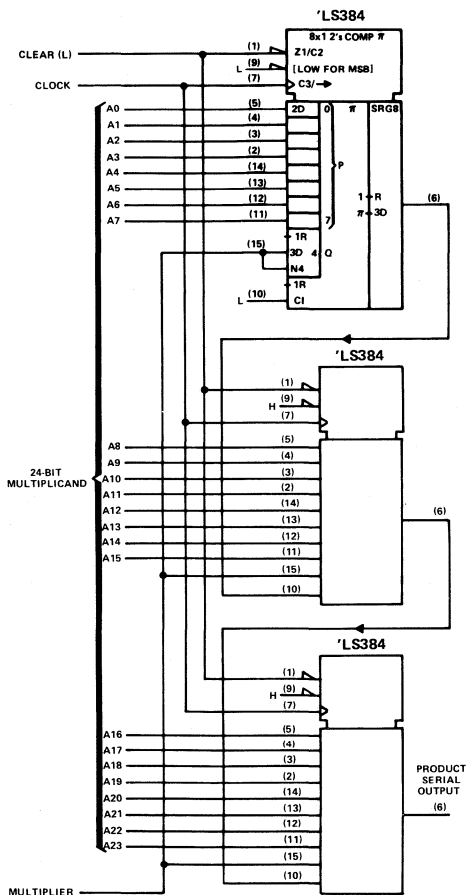 'LS384
8x1 2's COMP π
CLEAR (L) (1) Z1/C2
L (9) [LOW FOR MSB]
CLOCK (7) C3/→
A0 (5) 2D 0 π SRG8
A1 (4)
A2 (3)
A3 (2)
A4 (14) P
A5 (13)
A6 (12) 1 R (6)
A7 (11) 7 π 3D
1R
(15) 3D 4 Q
N4
1R
L (10) CI
'LS384
(1)
H (9)
(7)
A8 (5)
A9 (4)
24-BIT
MULTIPLICAND
A10 (3)
A11 (2)
A12 (14) (6)
A13 (13)
A14 (12)
A15 (11)
(15)
(10)
'LS384
(1)
H (9)
(7)
A16 (5)
A17 (4)
A18 (3)
A19 (2)
A20 (14)
A21 (13)
A22 (12)
A23 (11)
PRODUCT
SERIAL
OUTPUT
(6)
(15)
(10)
MULTIPLIER